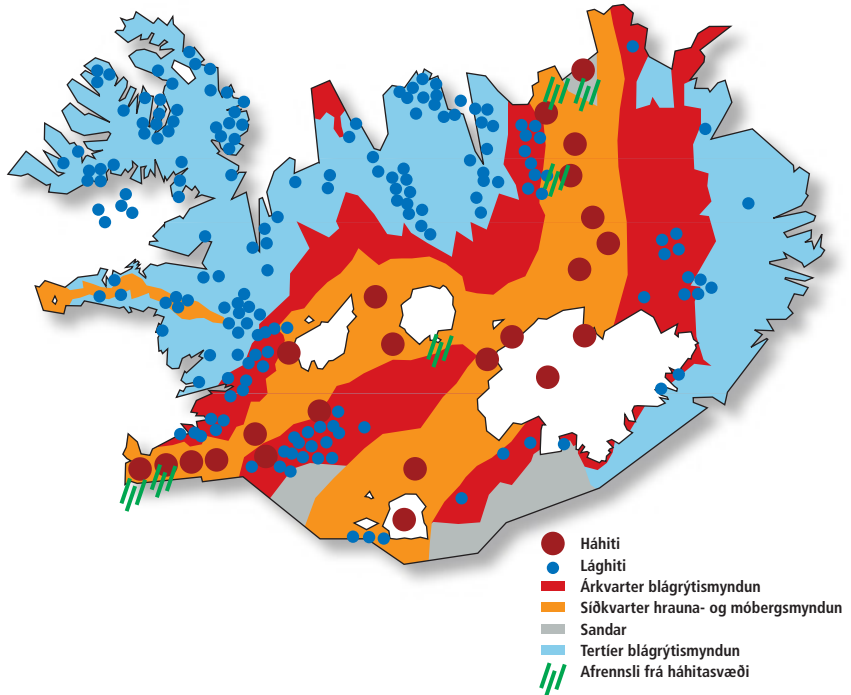 Háhiti
Lághiti
Árkvarter blágrýtismyndun
Síðkvarter hrauna- og móbergsmyndun
Sandar
Tertíer blágrýtismyndun
Afrennsli frá háhitasvæði